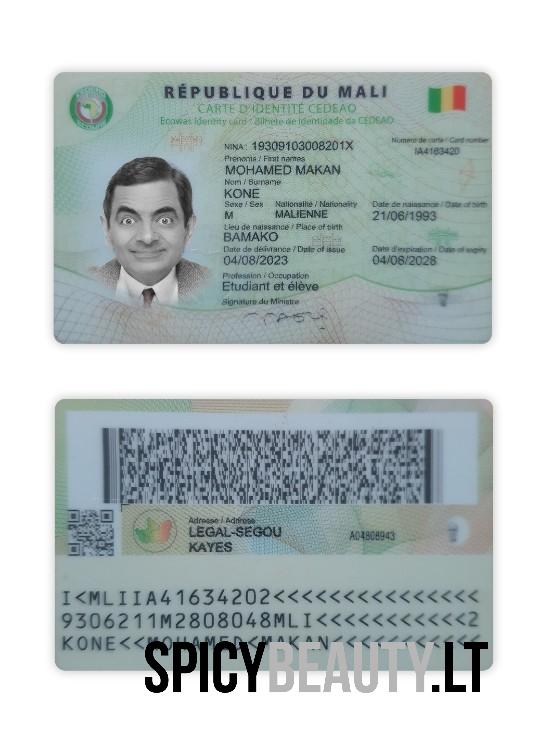 RÉPUBLIQUE DU MALI
CARTE D'IDENTITÉ CEDEAO
Ecowas Identity card / Bilhete de Identidade da CEDEAO
Numéro de carte / Card number
NINA: 19309103008201X
IA4163420
Prénoms / First names
MOHAMED MAKAN
Nom / Surname
KONE
Sexe / Sex Nationalité / Nationality Date de naissance / Date of birth
M MALIENNE 21/06/1993
Lieu de naissance / Place of birth
BAMAKO
Date de délivrance / Date of issue Date d'expiration / Date of expiry
04/08/2023 04/08/2028
Profession / Occupation
Etudiant et élève
Signature du Ministre
Adresse / Address
LEGAL-SEGOU
KAYES
A04808943
I<MLIIA41634202<<<<<<<<<<<<<<<
9306211M2808048MLI<<<<<<<<<<<2
KONE<<MOHAMED<MAKAN<<<<<<<<<<<
SPICYBEAUTY.LT